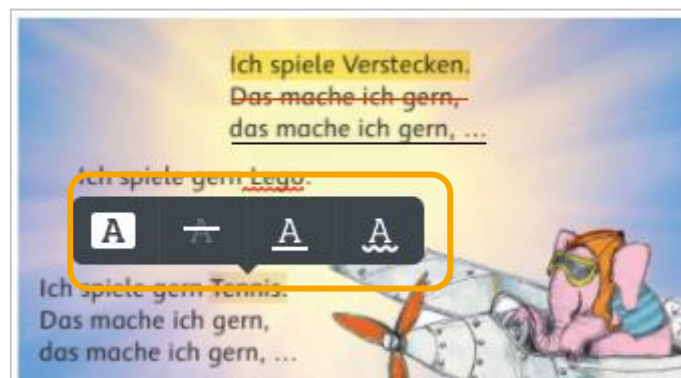 Ich spiele Verstecken.
Das mache ich gern,
das mache ich gern, ...
Ich spiele gern Lego.
A A A A
Ich spiele gern Tennis.
Das mache ich gern,
das mache ich gern, ...